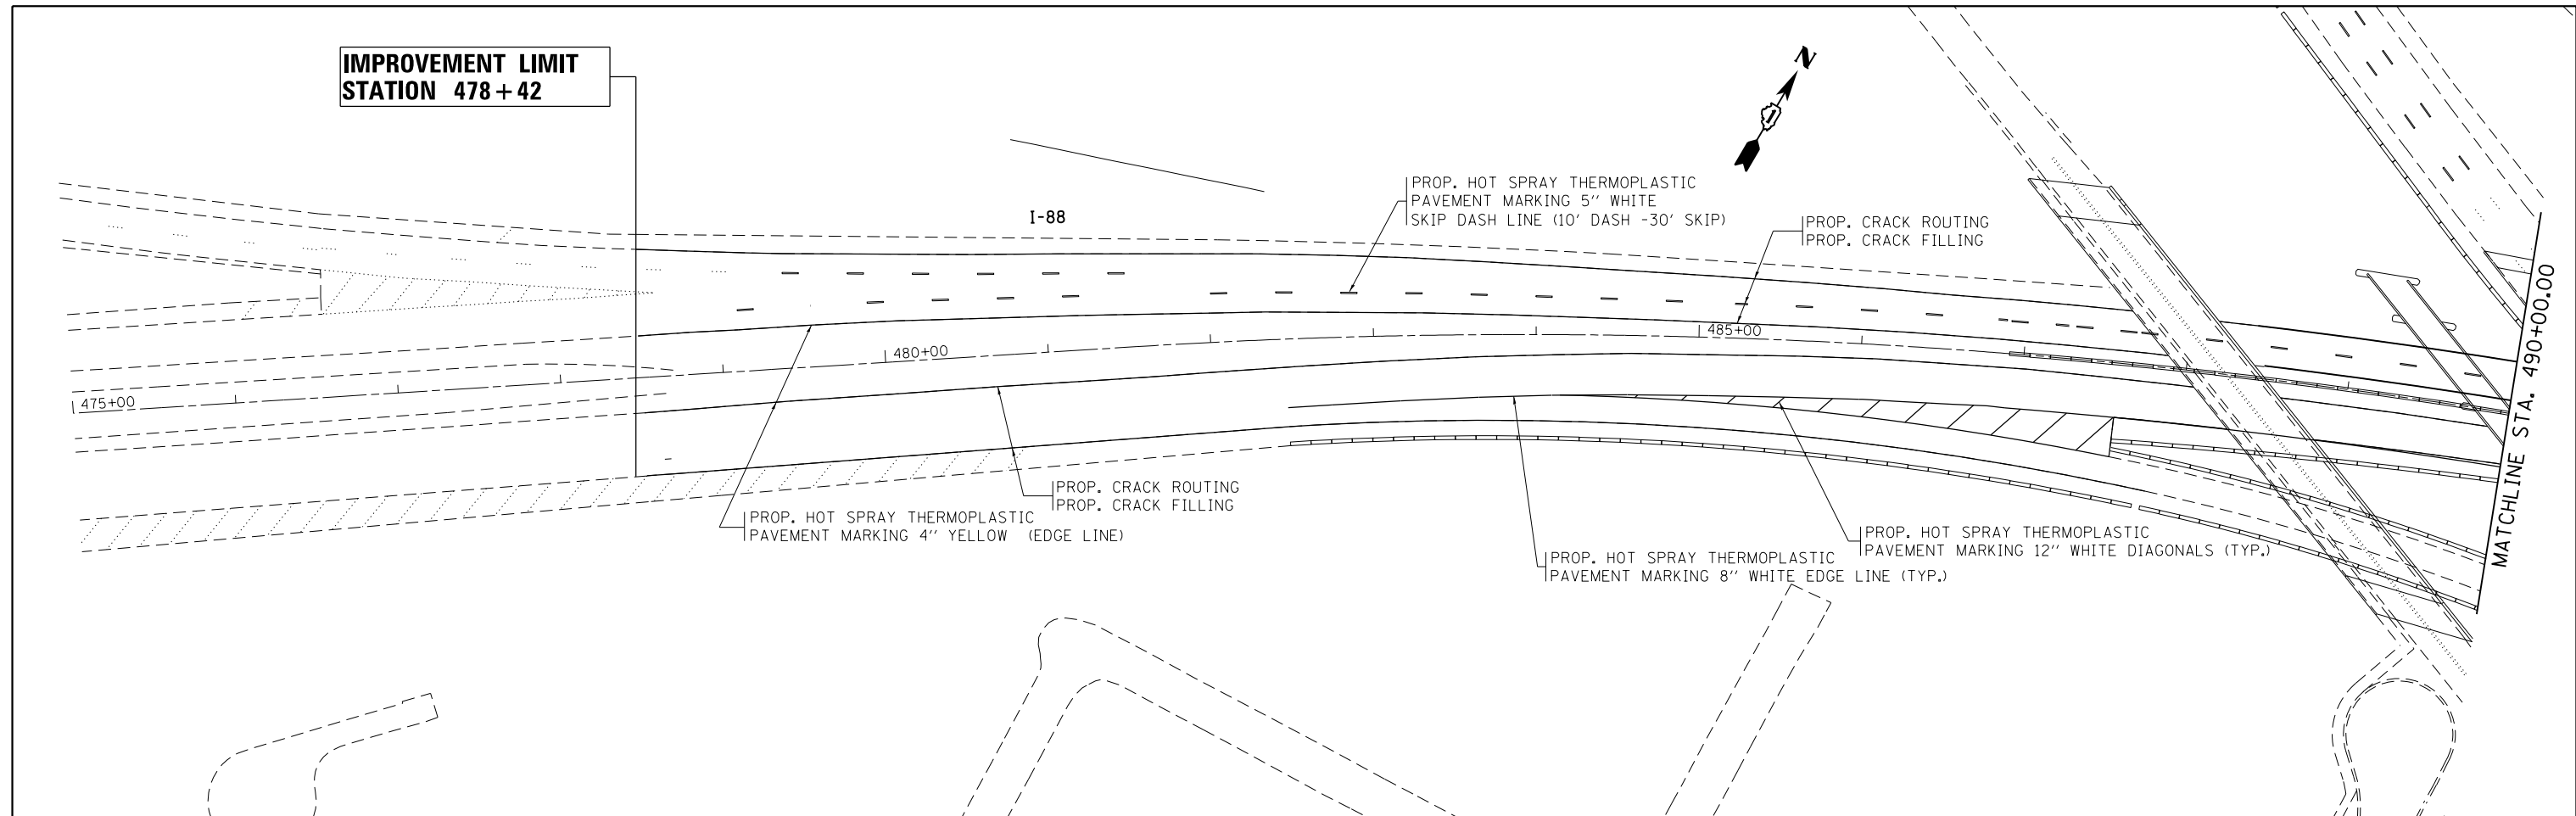 IMPROVEMENT LIMIT
STATION 478+42
N
I-88
PROP. HOT SPRAY THERMOPLASTIC
PAVEMENT MARKING 5" WHITE
SKIP DASH LINE (10' DASH -30' SKIP)
PROP. CRACK ROUTING
PROP. CRACK FILLING
475+00
480+00
485+00
MATCHLINE STA. 490+00.00
PROP. CRACK ROUTING
PROP. CRACK FILLING
PROP. HOT SPRAY THERMOPLASTIC
PAVEMENT MARKING 4" YELLOW (EDGE LINE)
PROP. HOT SPRAY THERMOPLASTIC
PAVEMENT MARKING 8" WHITE EDGE LINE (TYP.)
PROP. HOT SPRAY THERMOPLASTIC
PAVEMENT MARKING 12" WHITE DIAGONALS (TYP.)